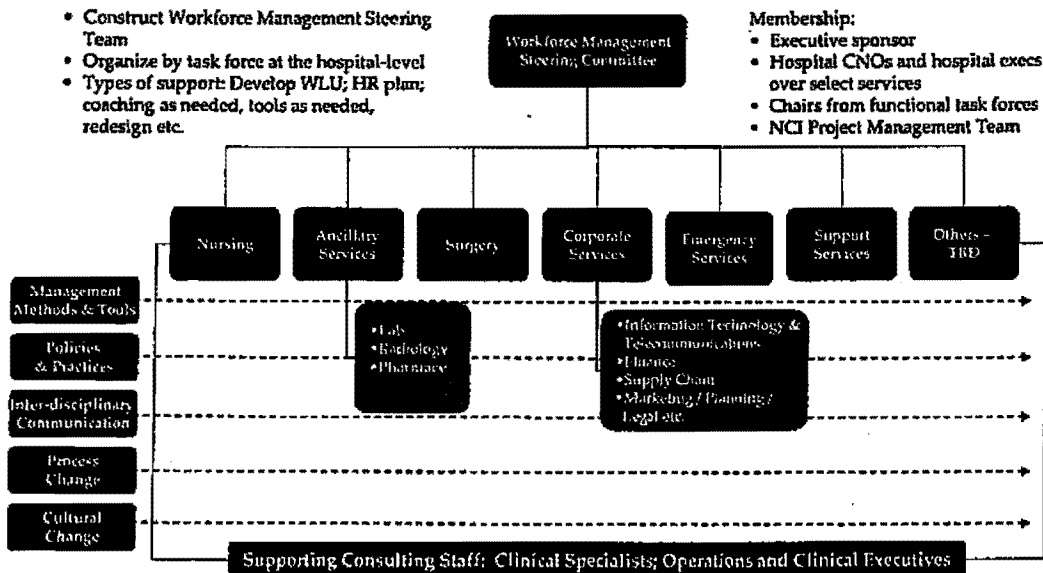 • Construct Workforce Management Steering
Team
• Organize by task force at the hospital-level
• Types of support: Develop WLU; HR plan;
coaching as needed, tools as needed,
redesign etc.
Workforce Management
Steering Committee
Membership:
• Executive sponsor
• Hospital CNOs and hospital execs
over select services
• Chairs from functional task forces
• NCI Project Management Team
Nursing
Ancillary
Services
Surgery
Corporate
Services
Emergency
Services
Support
Services
Others –
TBD
Management
Methods & Tools
Policies
& Practices
Inter-disciplinary
Communication
Process
Change
Cultural
Change
• Lab
• Radiology
• Pharmacy
• Information Technology &
Telecommunications
• Finance
• Supply Chain
• Marketing / Planning /
Legal etc.
Supporting Consulting Staff: Clinical Specialists; Operations and Clinical Executives